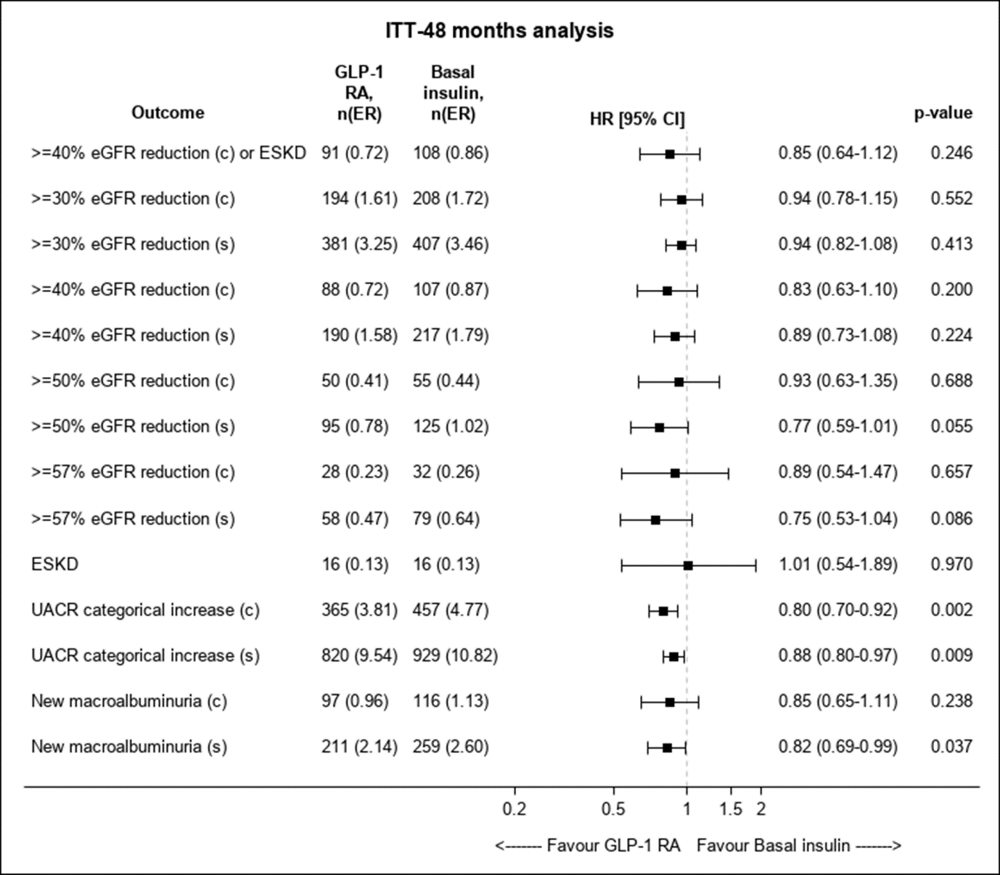 ITT-48 months analysis
GLP-1
RA,
n(ER)
Basal
insulin,
n(ER)
Outcome
HR [95% CI]
p-value
>=40% eGFR reduction (c) or ESKD 91 (0.72) 108 (0.86) 0.85 (0.64-1.12) 0.246
>=30% eGFR reduction (c) 194 (1.61) 208 (1.72) 0.94 (0.78-1.15) 0.552
>=30% eGFR reduction (s) 381 (3.25) 407 (3.46) 0.94 (0.82-1.08) 0.413
>=40% eGFR reduction (c) 88 (0.72) 107 (0.87) 0.83 (0.63-1.10) 0.200
>=40% eGFR reduction (s) 190 (1.58) 217 (1.79) 0.89 (0.73-1.08) 0.224
>=50% eGFR reduction (c) 50 (0.41) 55 (0.44) 0.93 (0.63-1.35) 0.688
>=50% eGFR reduction (s) 95 (0.78) 125 (1.02) 0.77 (0.59-1.01) 0.055
>=57% eGFR reduction (c) 28 (0.23) 32 (0.26) 0.89 (0.54-1.47) 0.657
>=57% eGFR reduction (s) 58 (0.47) 79 (0.64) 0.75 (0.53-1.04) 0.086
ESKD 16 (0.13) 16 (0.13) 1.01 (0.54-1.89) 0.970
UACR categorical increase (c) 365 (3.81) 457 (4.77) 0.80 (0.70-0.92) 0.002
UACR categorical increase (s) 820 (9.54) 929 (10.82) 0.88 (0.80-0.97) 0.009
New macroalbuminuria (c) 97 (0.96) 116 (1.13) 0.85 (0.65-1.11) 0.238
New macroalbuminuria (s) 211 (2.14) 259 (2.60) 0.82 (0.69-0.99) 0.037
0.2 0.5 1 1.5 2
<------- Favour GLP-1 RA Favour Basal insulin ------->